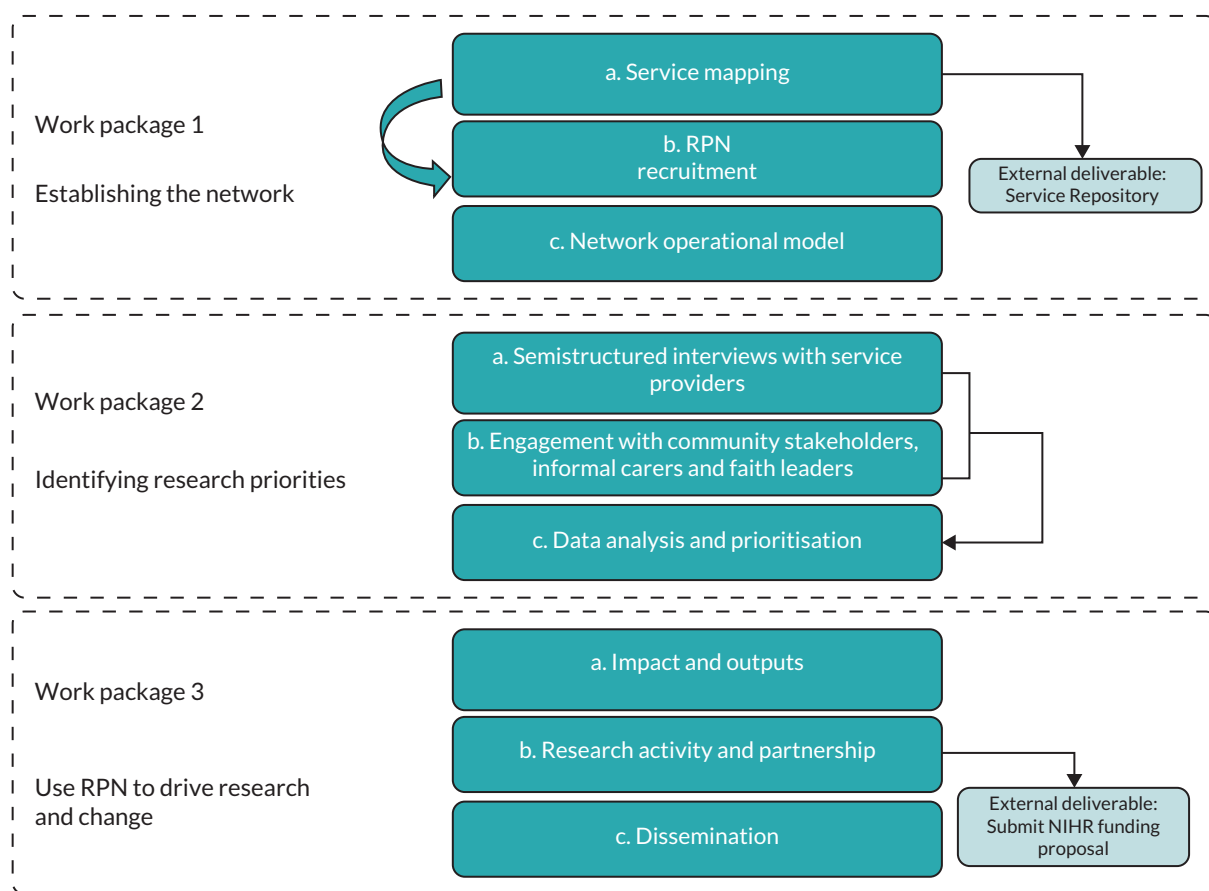 Work package 1
Establishing the network
a. Service mapping
b. RPN
recruitment
c. Network operational model
External deliverable:
Service Repository
Work package 2
Identifying research priorities
a. Semistructured interviews with service
providers
b. Engagement with community stakeholders,
informal carers and faith leaders
c. Data analysis and prioritisation
Work package 3
Use RPN to drive research
and change
a. Impact and outputs
b. Research activity and partnership
c. Dissemination
External deliverable:
Submit NIHR funding
proposal